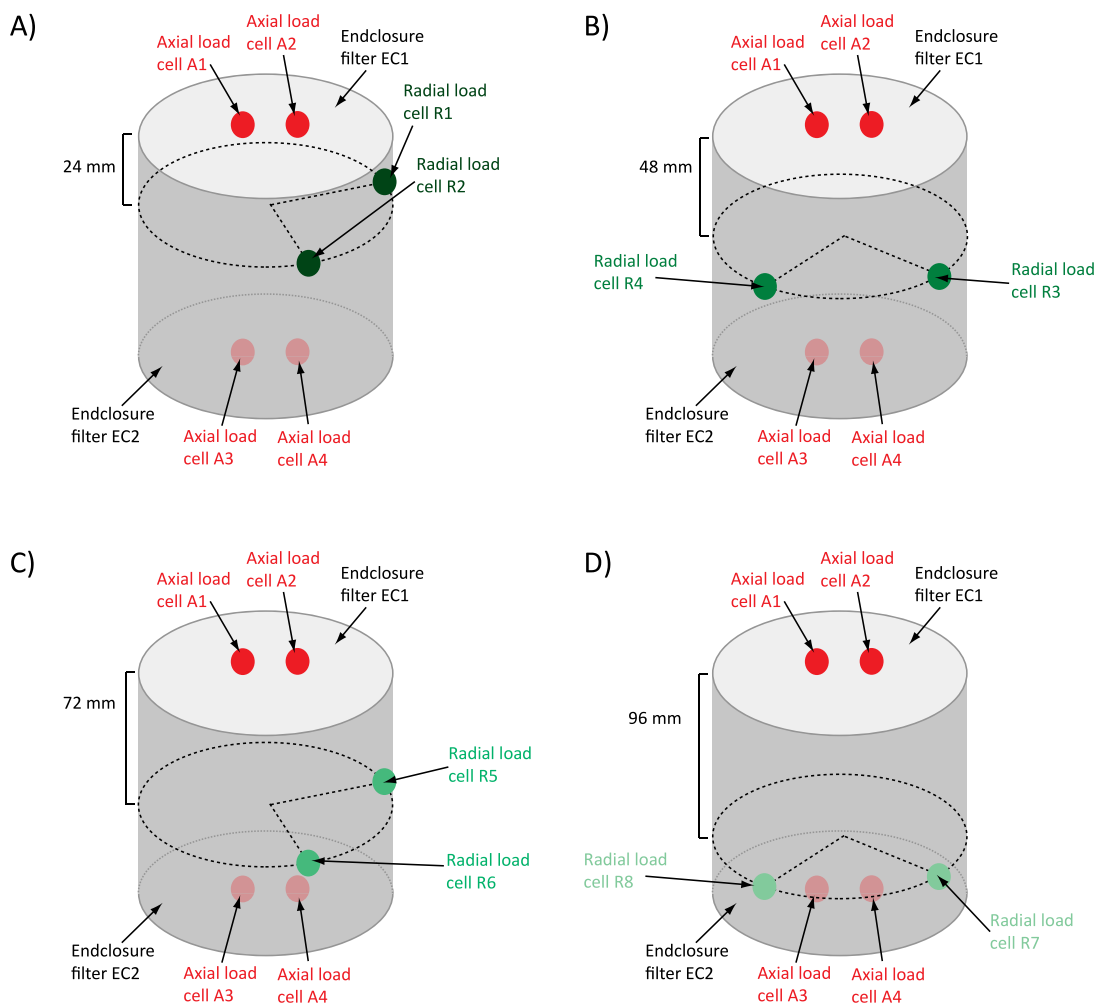 A)
Axial load
cell A1
Axial load
cell A2
Endclosure
filter EC1
Radial load
cell R1
Radial load
cell R2
24 mm
Endclosure
filter EC2
Axial load
cell A3
Axial load
cell A4
B)
Axial load
cell A1
Axial load
cell A2
Endclosure
filter EC1
48 mm
Radial load
cell R4
Radial load
cell R3
Endclosure
filter EC2
Axial load
cell A3
Axial load
cell A4
C)
Axial load
cell A1
Axial load
cell A2
Endclosure
filter EC1
72 mm
Radial load
cell R5
Radial load
cell R6
Endclosure
filter EC2
Axial load
cell A3
Axial load
cell A4
D)
Axial load
cell A1
Axial load
cell A2
Endclosure
filter EC1
96 mm
Radial load
cell R8
Radial load
cell R7
Endclosure
filter EC2
Axial load
cell A3
Axial load
cell A4